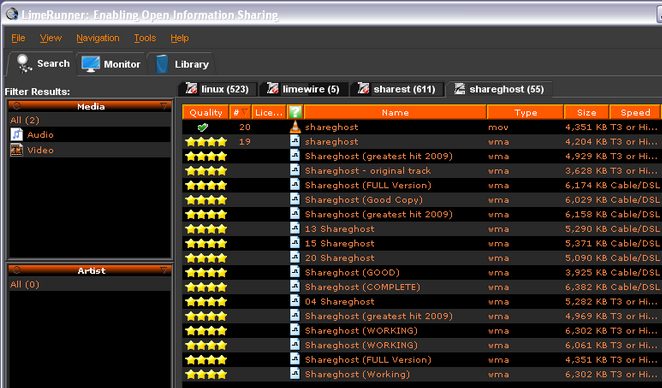 LimeRunner: Enabling Open Information Sharing
File View Navigation Tools Help
Search Monitor Library
Filter Results:
linux (523) limewire (5) sharest (611) shareghost (55)
Media
All (2)
Audio
Video
Artist
All (0)
Quality # Lice... ? Name Type Size Speed
20 shareghost mov 4,351 KB T3 or Hi...
19 shareghost wma 4,204 KB T3 or Hi...
Shareghost (greatest hit 2009) wma 4,929 KB T3 or Hi...
Shareghost - original track wma 3,628 KB T3 or Hi...
Shareghost (FULL Version) wma 6,174 KB Cable/DSL
Shareghost (Good Copy) wma 6,029 KB Cable/DSL
Shareghost (greatest hit 2009) wma 6,158 KB Cable/DSL
13 Shareghost wma 5,290 KB Cable/DSL
15 Shareghost wma 5,371 KB Cable/DSL
20 Shareghost wma 5,090 KB Cable/DSL
Shareghost (GOOD) wma 3,925 KB Cable/DSL
Shareghost (COMPLETE) wma 6,382 KB Cable/DSL
04 Shareghost wma 5,282 KB T3 or Hi...
Shareghost (greatest hit 2009) wma 4,969 KB T3 or Hi...
Shareghost (WORKING) wma 6,302 KB T3 or Hi...
Shareghost (WORKING) wma 6,061 KB T3 or Hi...
Shareghost (FULL Version) wma 4,351 KB T3 or Hi...
Shareghost (Working) wma 6,302 KB T3 or Hi...